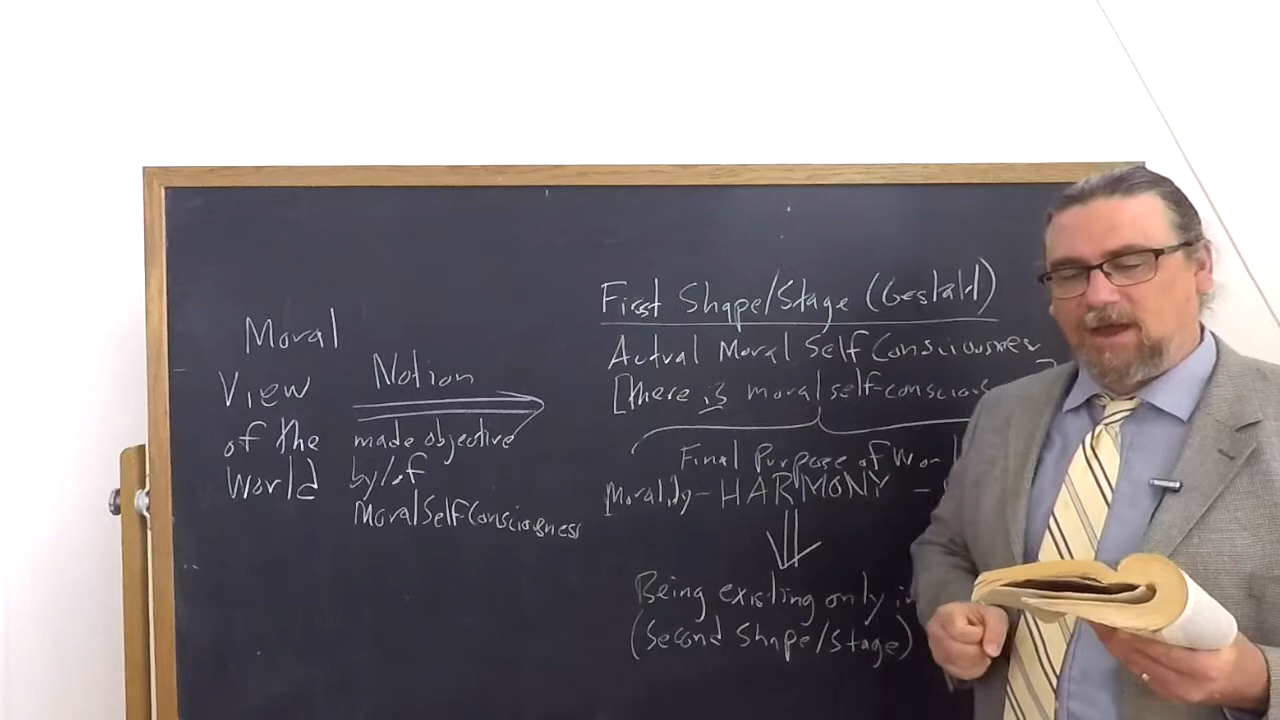 Moral
View
of the
World
Notion
made objective
by/of
Moral Self-Consciousness
First Shape/Stage (Gestalt)
Actual Moral Self Consciousness
[there is moral self-conscious
Final Purpose of Wor
Morality - HARMONY -
Being existing only
(Second Shape/Stage)